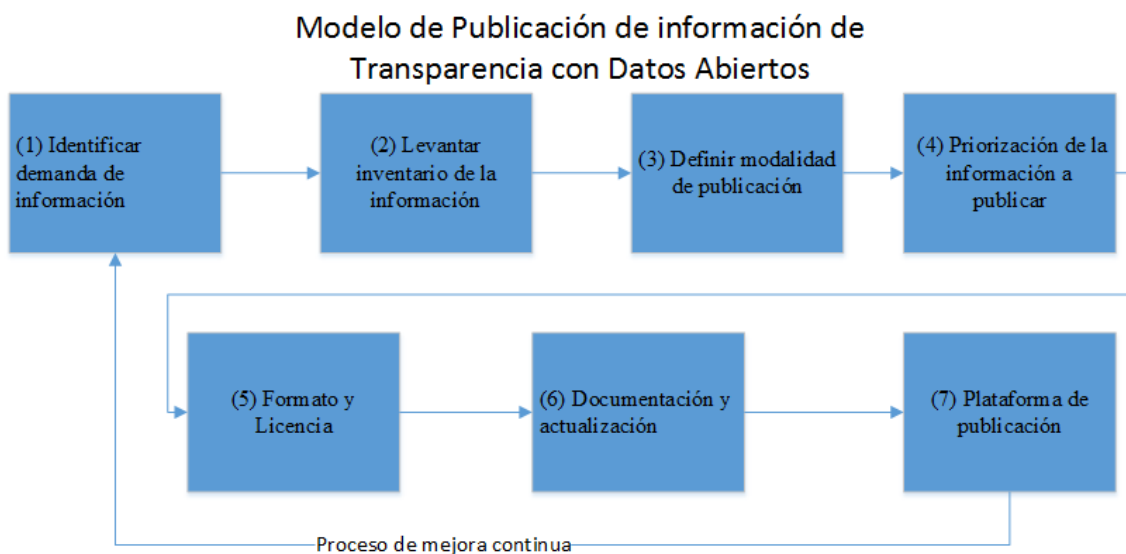 Modelo de Publicación de información de
Transparencia con Datos Abiertos
(1) Identificar
demanda de
información
(2) Levantar
inventario de la
información
(3) Definir modalidad
de publicación
(4) Priorización de la
información a
publicar
(5) Formato y
Licencia
(6) Documentación y
actualización
(7) Plataforma de
publicación
Proceso de mejora continua